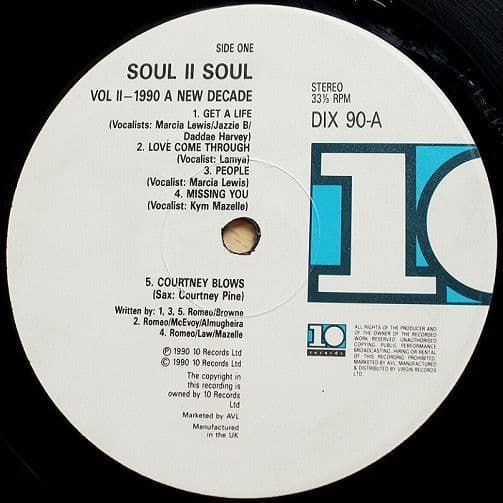 SIDE ONE
SOUL II SOUL
VOL II–1990 A NEW DECADE
1. GET A LIFE
(Vocalists: Marcia Lewis/Jazzie B/
Daddae Harvey)
2. LOVE COME THROUGH
(Vocalist: Lamya)
3. PEOPLE
(Vocalist: Marcia Lewis)
4. MISSING YOU
(Vocalist: Kym Mazelle)
5. COURTNEY BLOWS
(Sax: Courtney Pine)
Written by: 1, 3, 5. Romeo/Browne
2. Romeo/McEvoy/Almugheira
4. Romeo/Law/Mazelle
℗ 1990 10 Records Ltd
© 1990 10 Records Ltd
The copyright in
this recording is
owned by 10 Records
Ltd
Marketed by AVL
Manufactured
in the UK
STEREO
33⅓ RPM
DIX 90-A
10
10
records
ALL RIGHTS OF THE PRODUCER AND
OF THE OWNER OF THE RECORDED
WORK RESERVED. UNAUTHORISED
COPYING, PUBLIC PERFORMANCE
BROADCASTING, HIRING OR RENTAL
OF THIS RECORDING PROHIBITED.
MARKETED BY AVL, MANUFACTURED
& DISTRIBUTED BY VIRGIN RECORDS
LTD